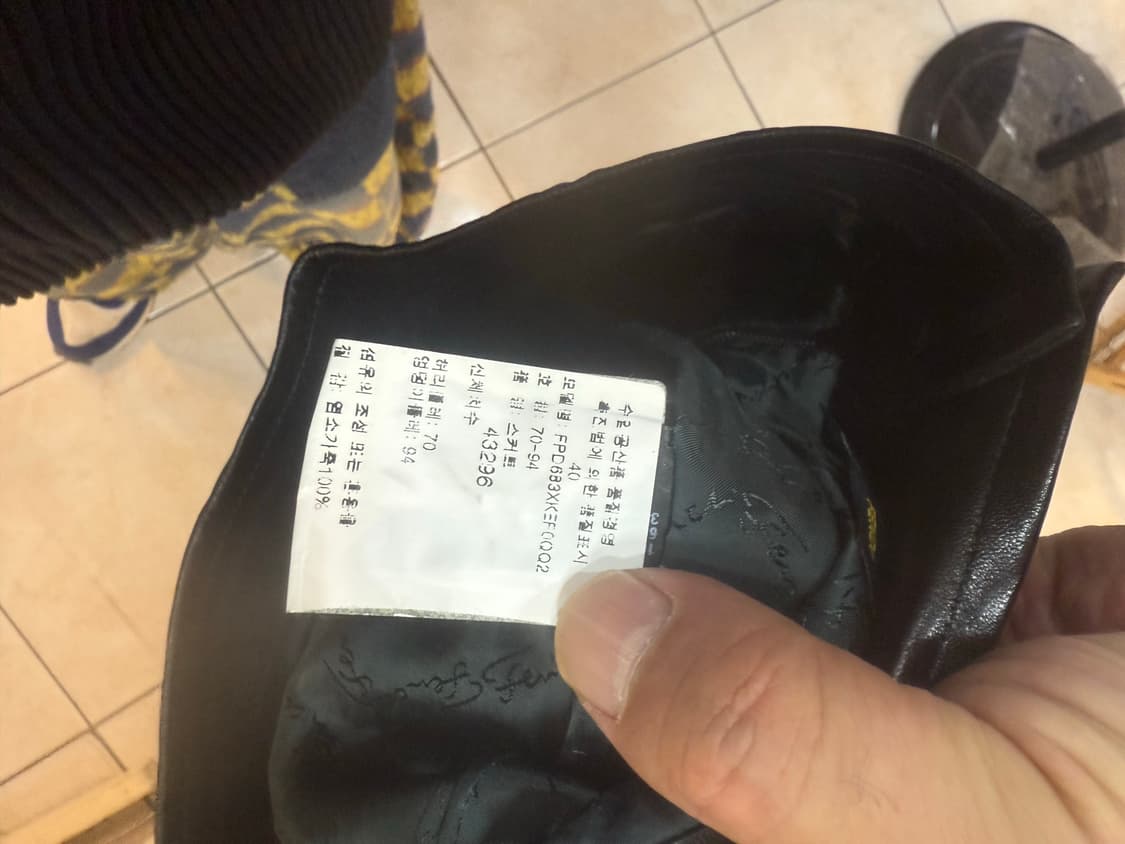 수입공산품 품질경영
촉진법에 의한 품질표시
40
모델명: FPD683XKEF0QQ2
호 칭: 70-94
품 명: 스커트
43296
신체치수
허리둘레: 70
엉덩이둘레: 94
섬유의 조성 또는 혼용율
겉 감: 염소가죽100%